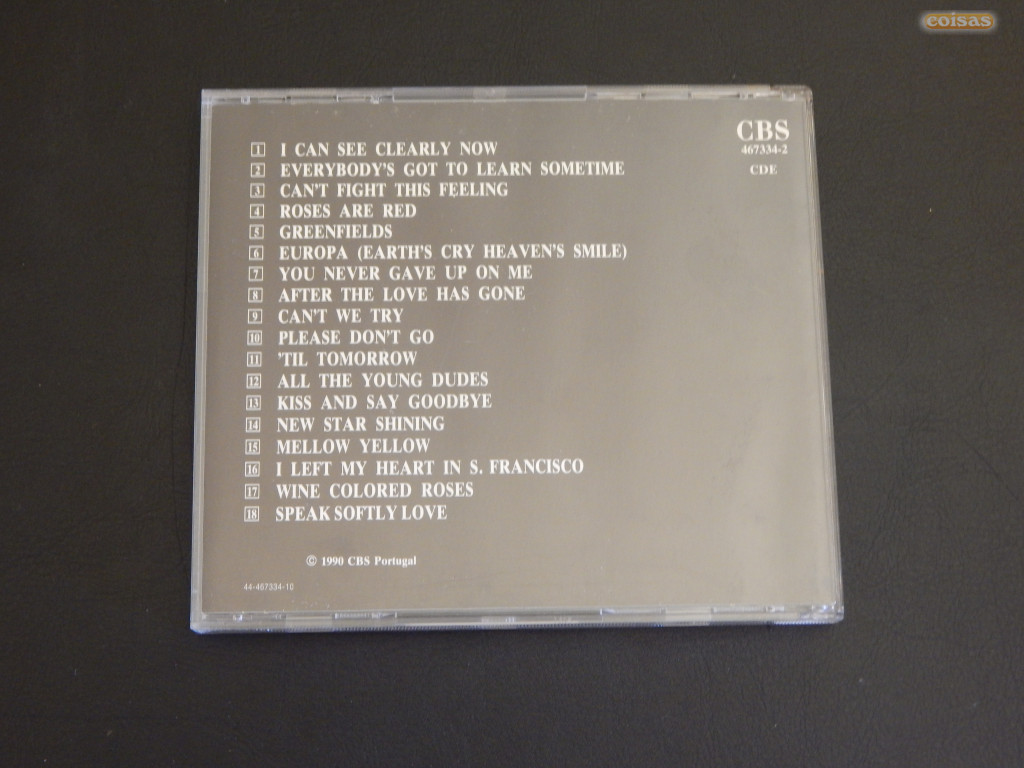 coisas
CBS
467334-2
CDE
1 I CAN SEE CLEARLY NOW
2 EVERYBODY'S GOT TO LEARN SOMETIME
3 CAN'T FIGHT THIS FEELING
4 ROSES ARE RED
5 GREENFIELDS
6 EUROPA (EARTH'S CRY HEAVEN'S SMILE)
7 YOU NEVER GAVE UP ON ME
8 AFTER THE LOVE HAS GONE
9 CAN'T WE TRY
10 PLEASE DON'T GO
11 'TIL TOMORROW
12 ALL THE YOUNG DUDES
13 KISS AND SAY GOODBYE
14 NEW STAR SHINING
15 MELLOW YELLOW
16 I LEFT MY HEART IN S. FRANCISCO
17 WINE COLORED ROSES
18 SPEAK SOFTLY LOVE
© 1990 CBS Portugal
44-467334-10